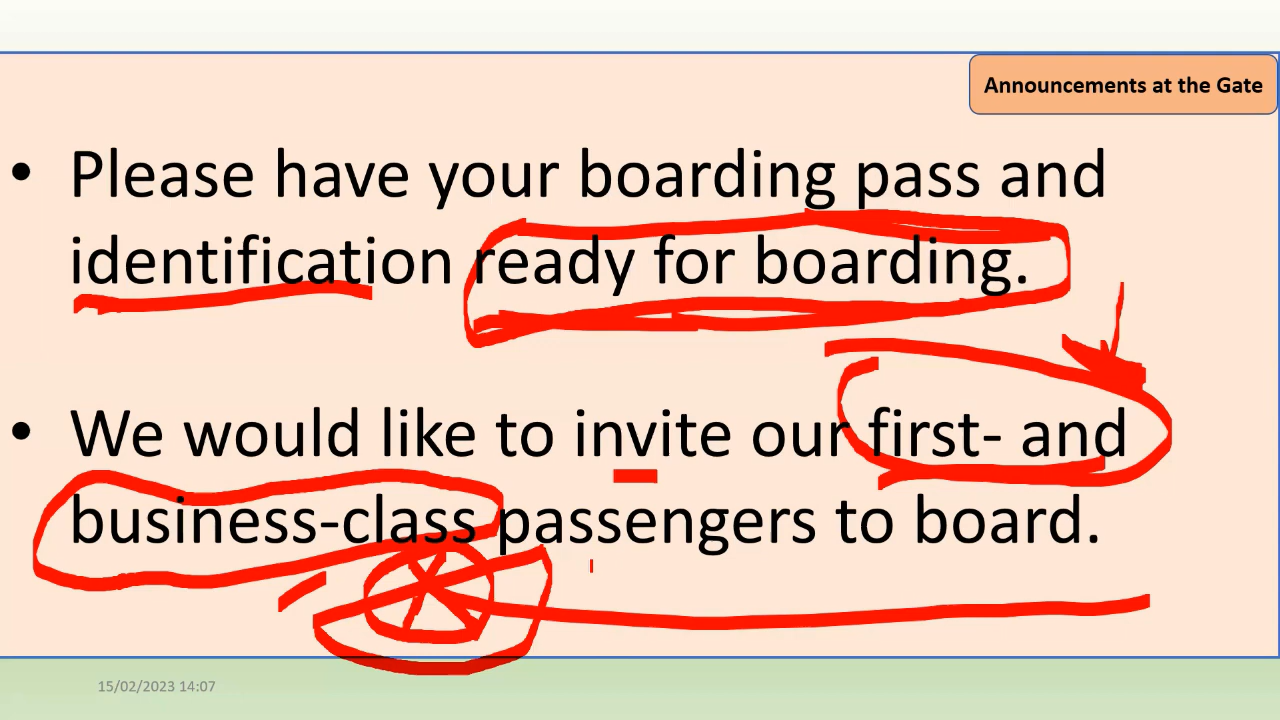 Announcements at the Gate
• Please have your boarding pass and
identification ready for boarding.
• We would like to invite our first- and
business-class passengers to board.
15/02/2023 14:07